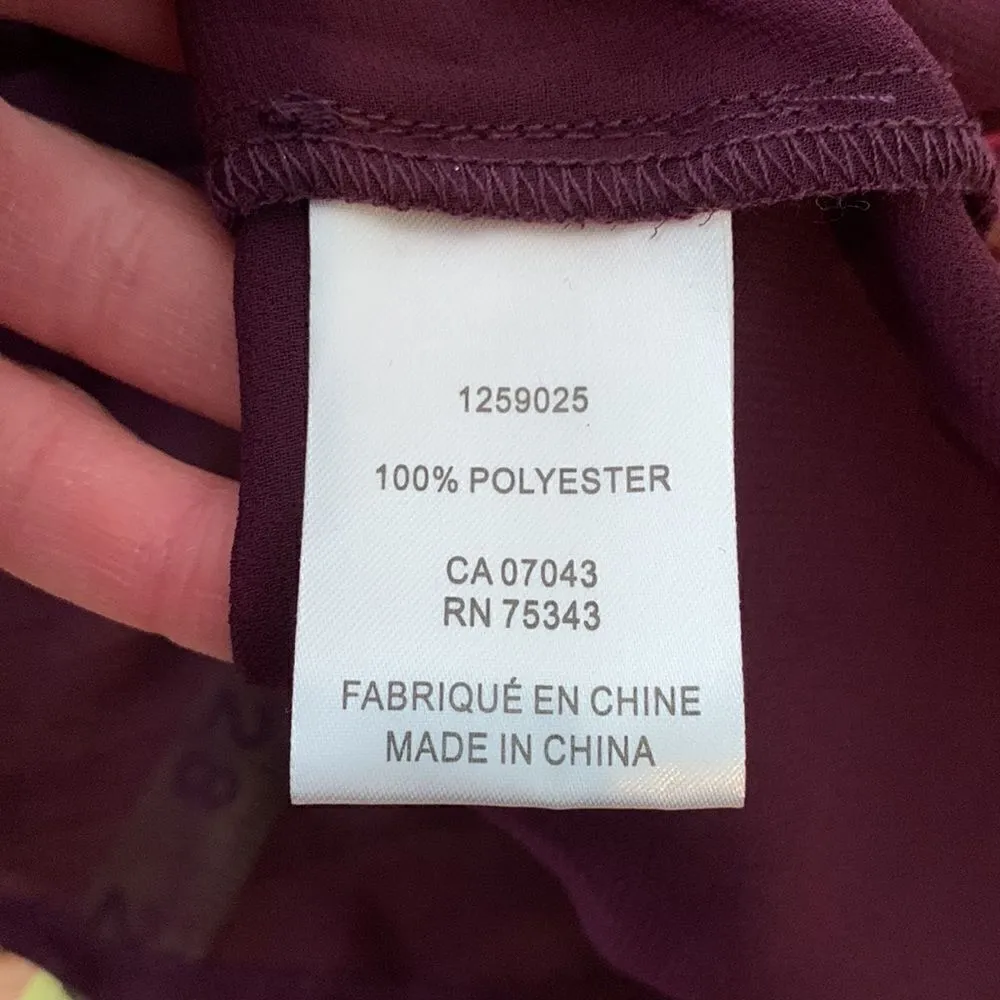 1259025
100% POLYESTER
CA 07043
RN 75343
FABRIQUÉ EN CHINE
MADE IN CHINA